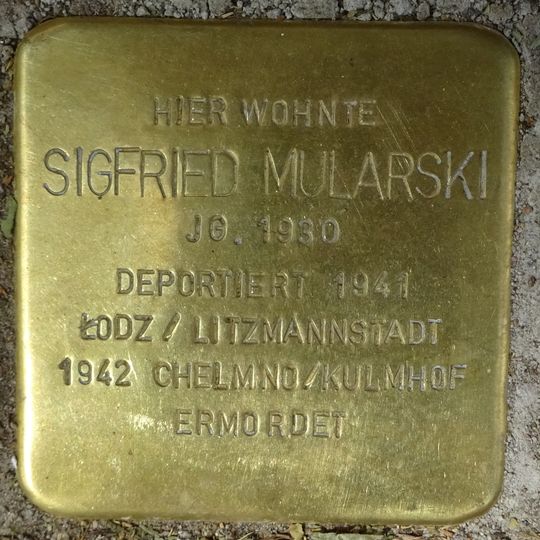 HIER WOHNTE
SIGFRIED MULARSKI
JG. 1930
DEPORTIERT 1941
ŁODZ / LITZMANNSTADT
1942 CHELMNO/KULMHOF
ERMORDET